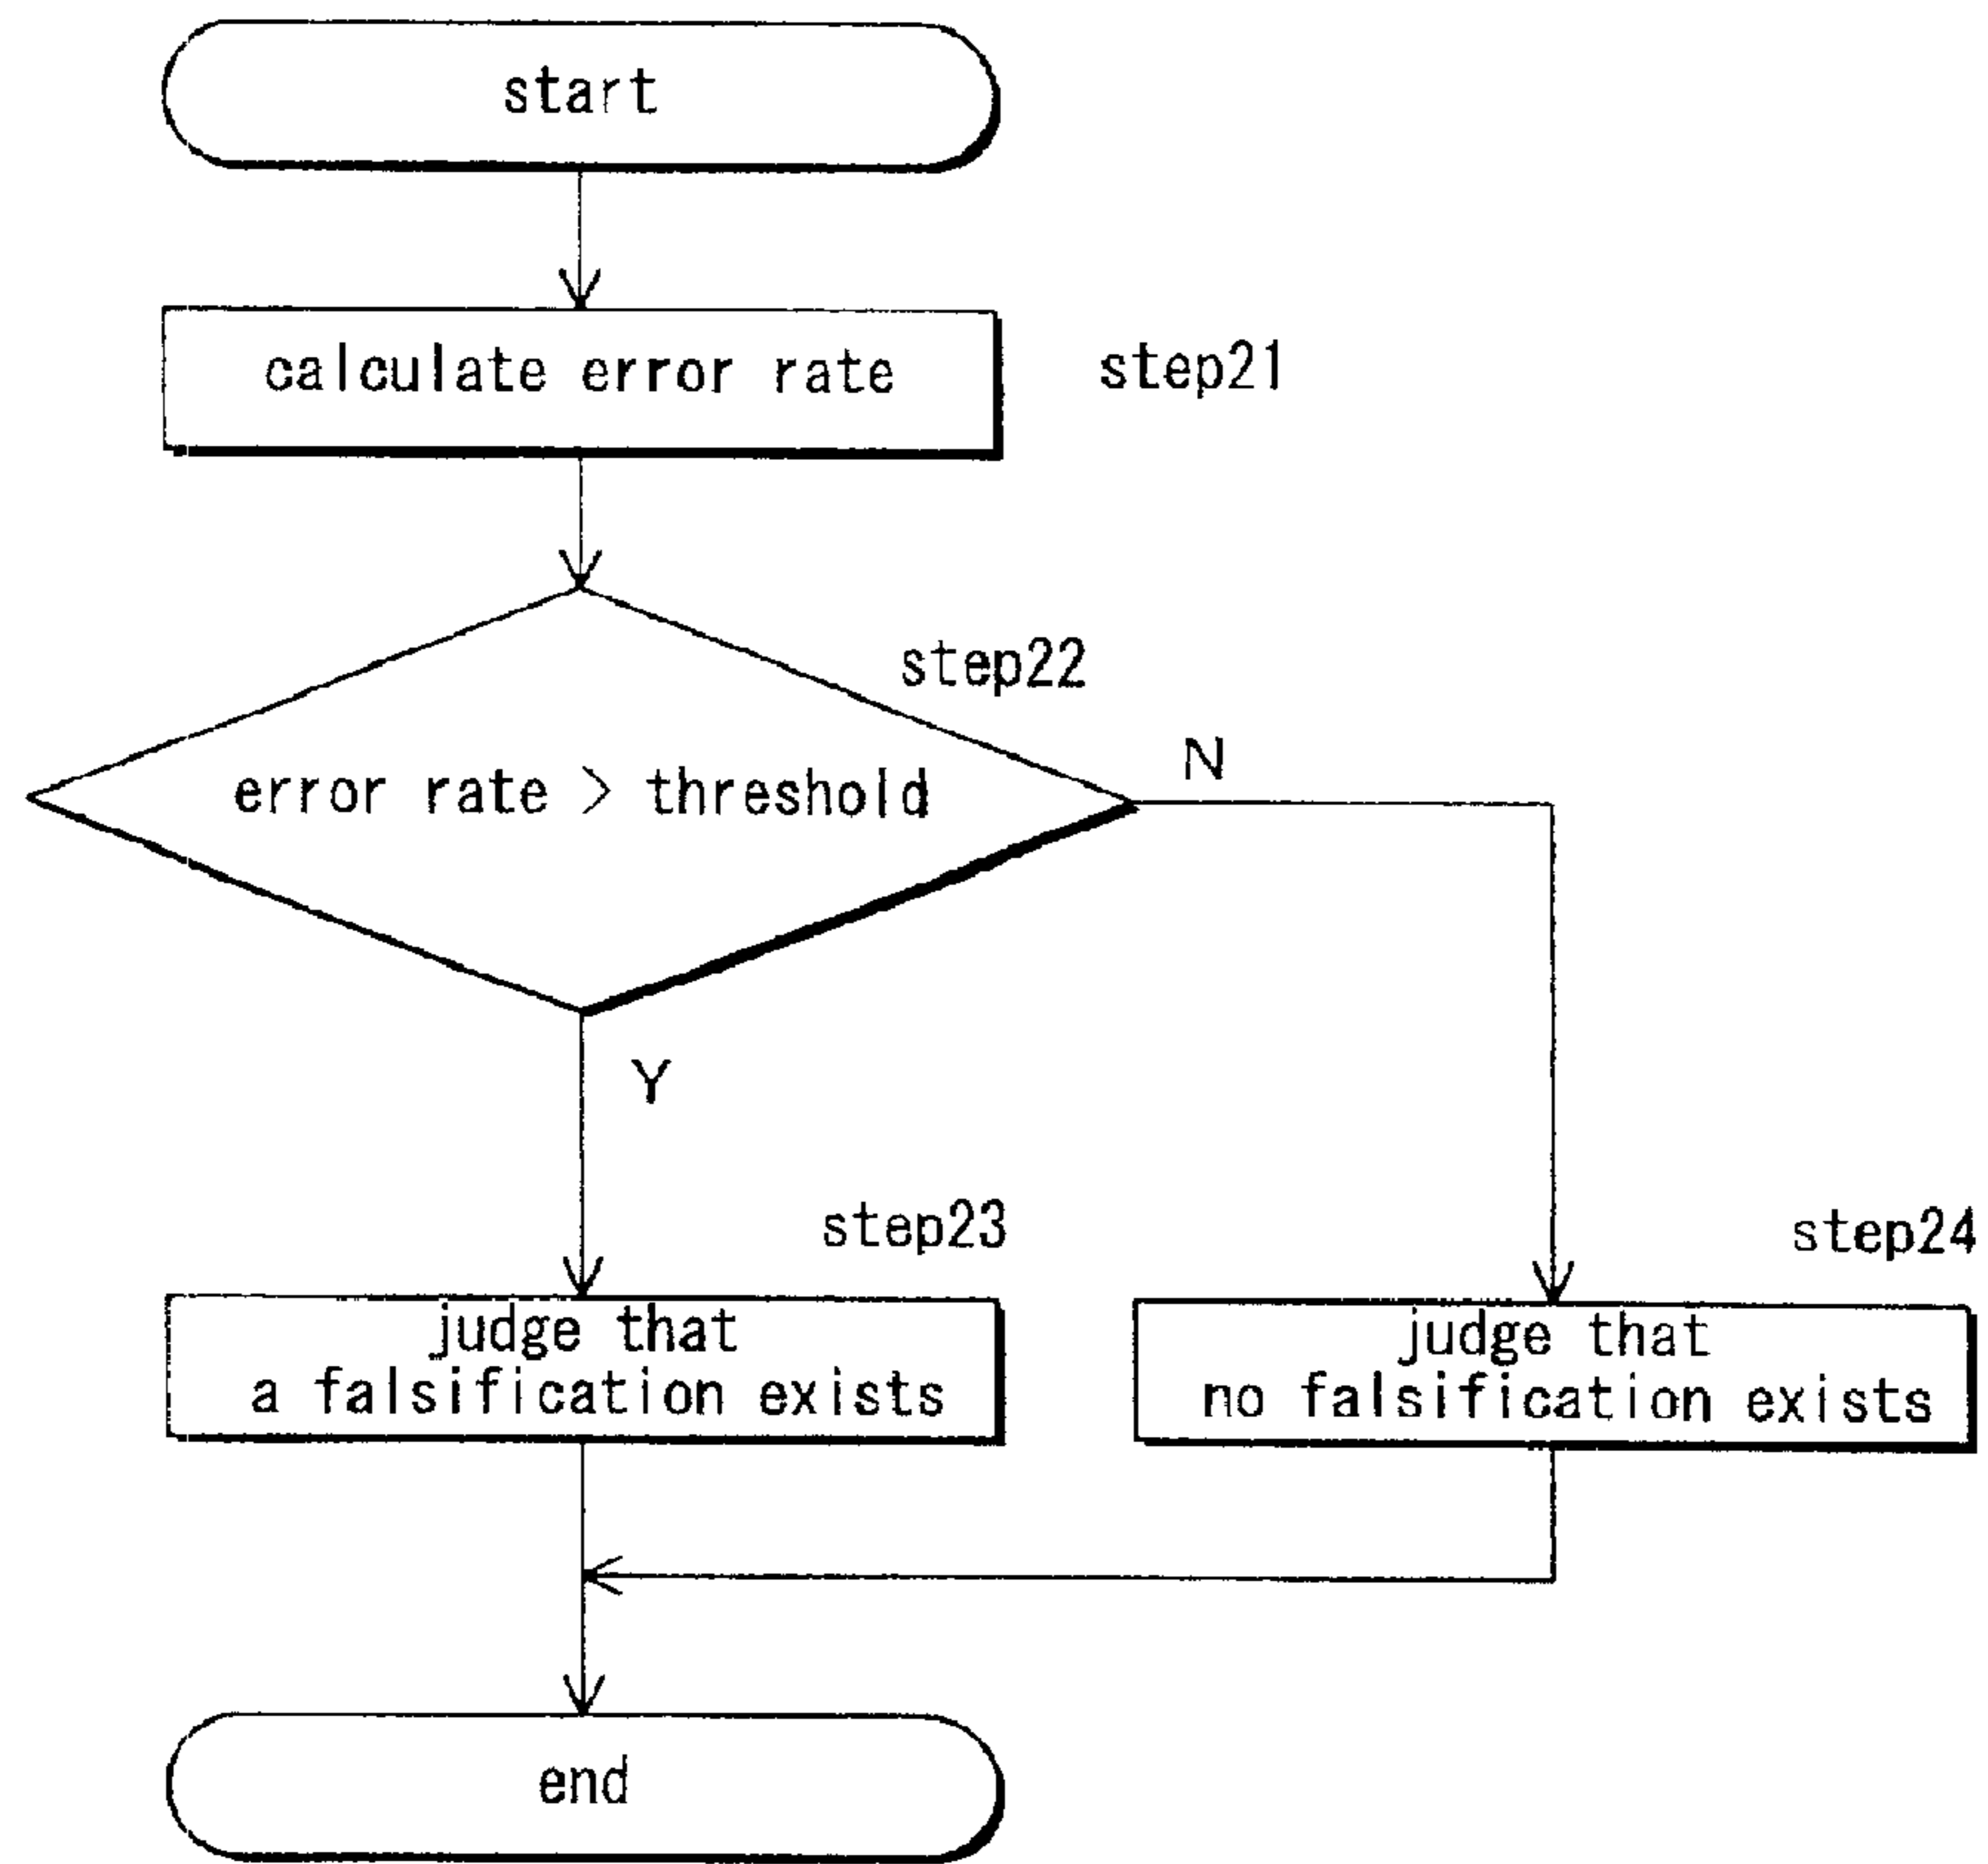 start
calculate error rate
step21
step22
error rate > threshold
N
Y
step23
step24
judge that
a falsification exists
judge that
no falsification exists
end